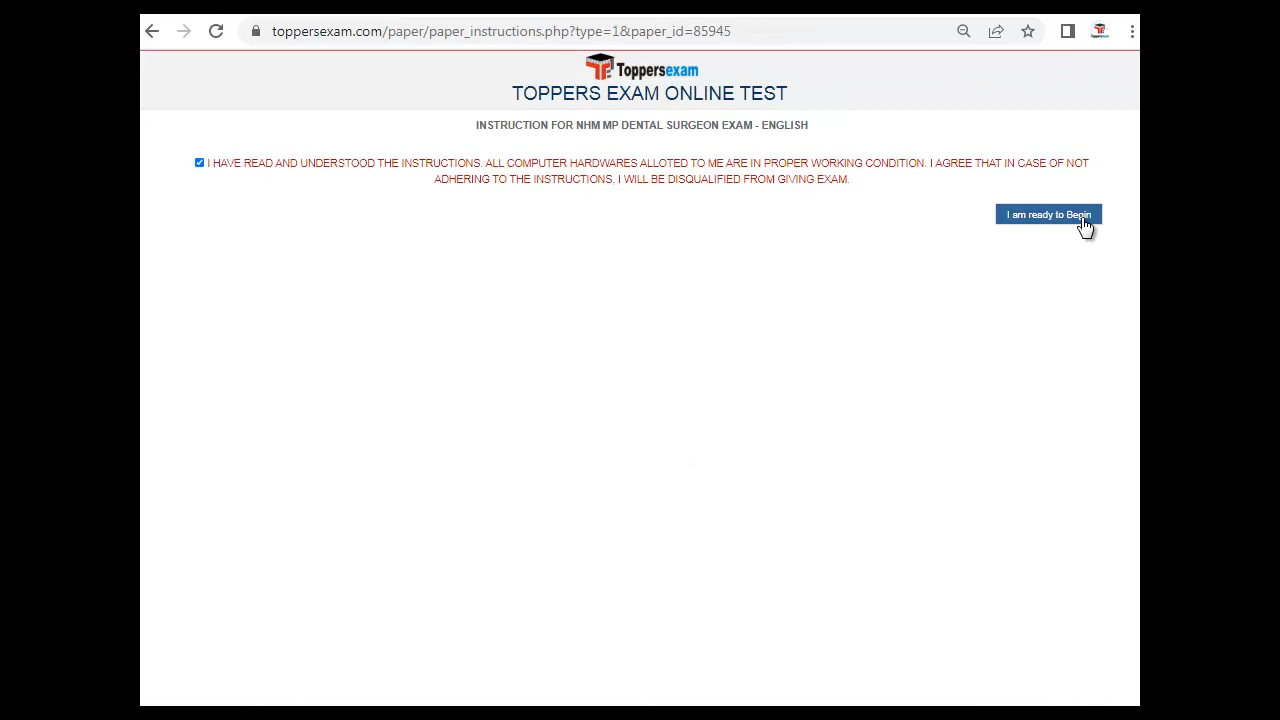 toppersexam.com/paper/paper_instructions.php?type=1&paper_id=85945
Toppersexam
TOPPERS EXAM ONLINE TEST
INSTRUCTION FOR NHM MP DENTAL SURGEON EXAM - ENGLISH
I HAVE READ AND UNDERSTOOD THE INSTRUCTIONS. ALL COMPUTER HARDWARES ALLOTED TO ME ARE IN PROPER WORKING CONDITION. I AGREE THAT IN CASE OF NOT
ADHERING TO THE INSTRUCTIONS, I WILL BE DISQUALIFIED FROM GIVING EXAM.
I am ready to Begin